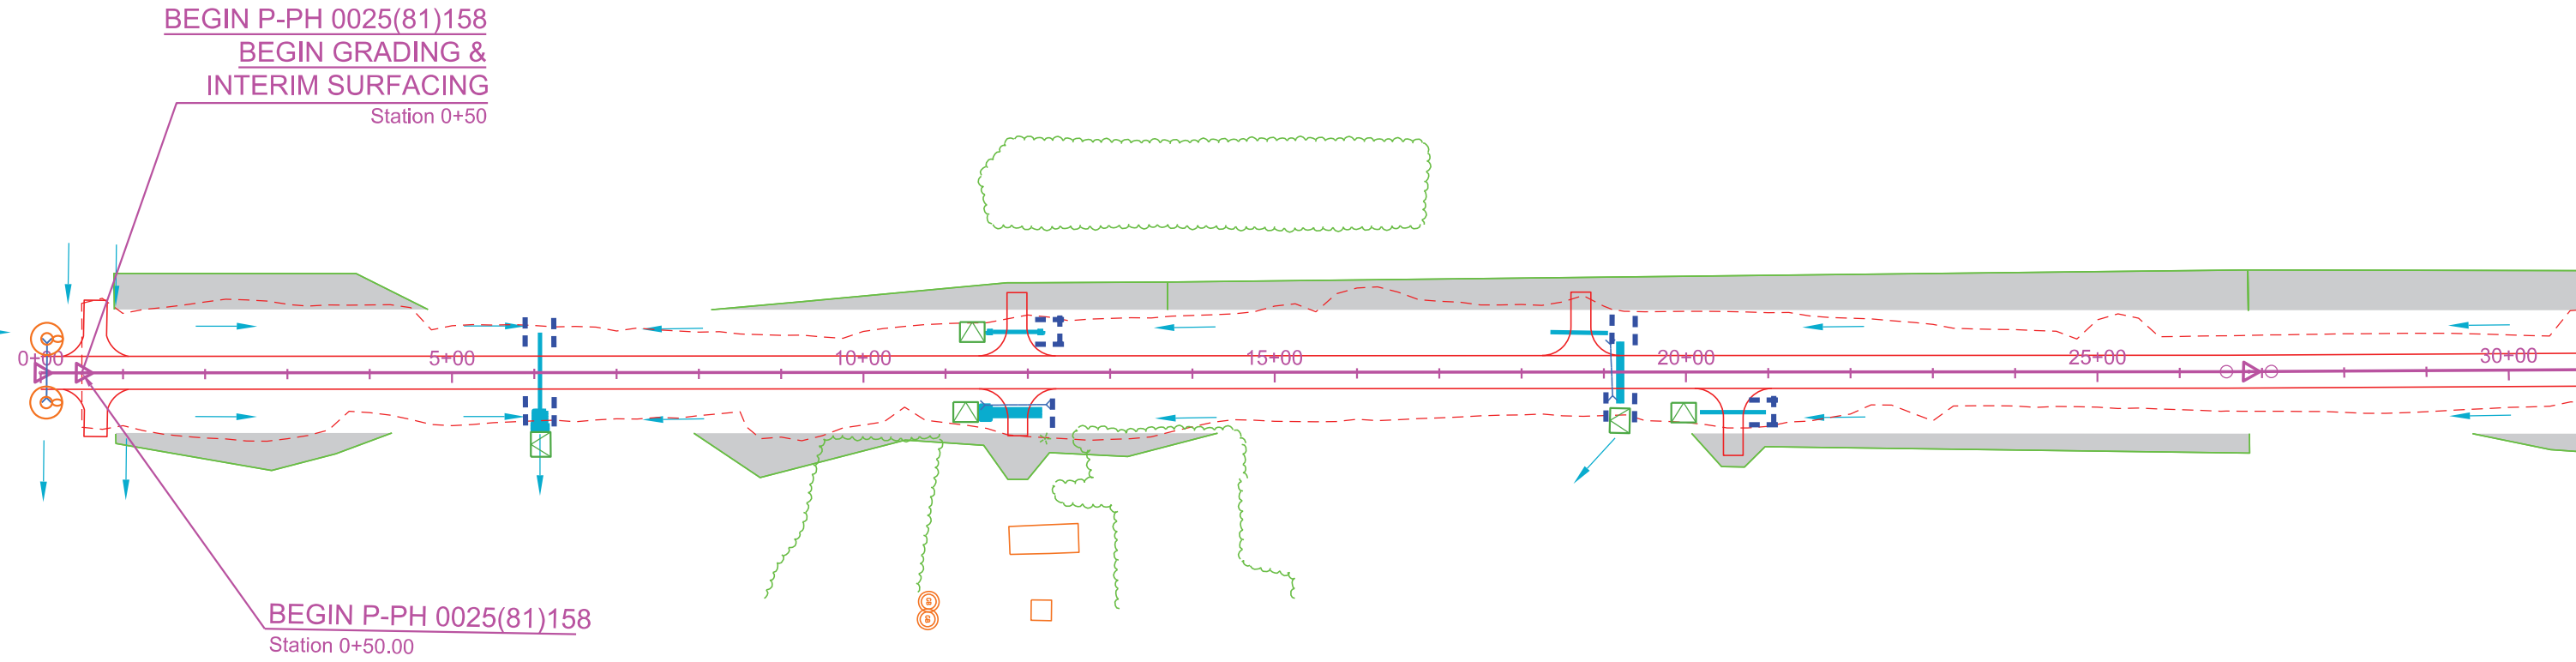 BEGIN P-PH 0025(81)158
BEGIN GRADING &
INTERIM SURFACING
Station 0+50
0+00
5+00
10+00
15+00
20+00
25+00
30+00
BEGIN P-PH 0025(81)158
Station 0+50.00